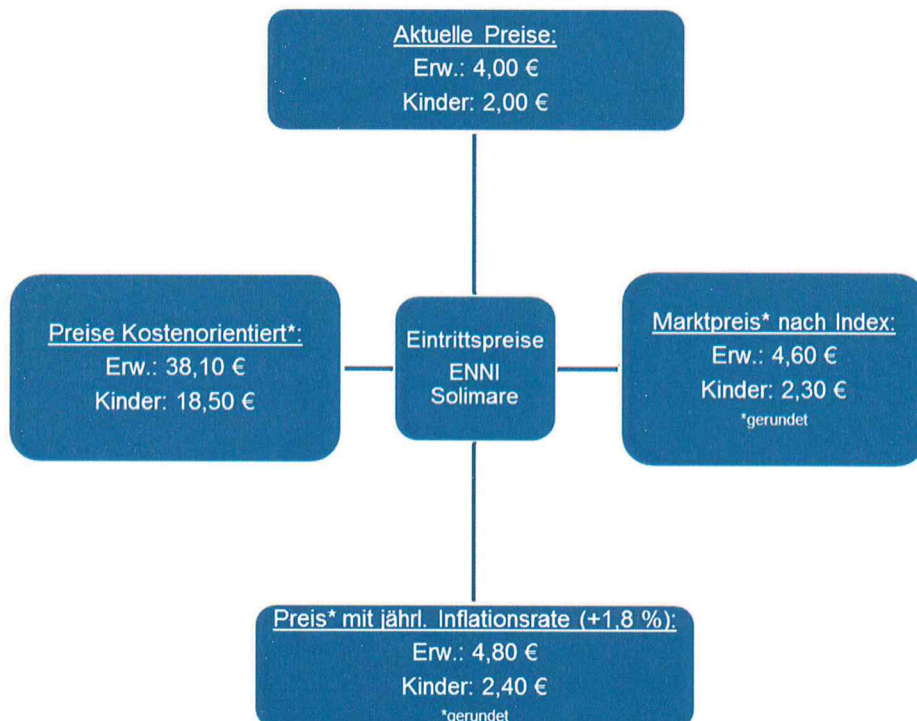 Aktuelle Preise:
Erw.: 4,00 €
Kinder: 2,00 €
Preise Kostenorientiert*:
Erw.: 38,10 €
Kinder: 18,50 €
Eintrittspreise
ENNI
Solimare
Marktpreis* nach Index:
Erw.: 4,60 €
Kinder: 2,30 €
*gerundet
Preis* mit jährl. Inflationsrate (+1,8 %):
Erw.: 4,80 €
Kinder: 2,40 €
*gerundet